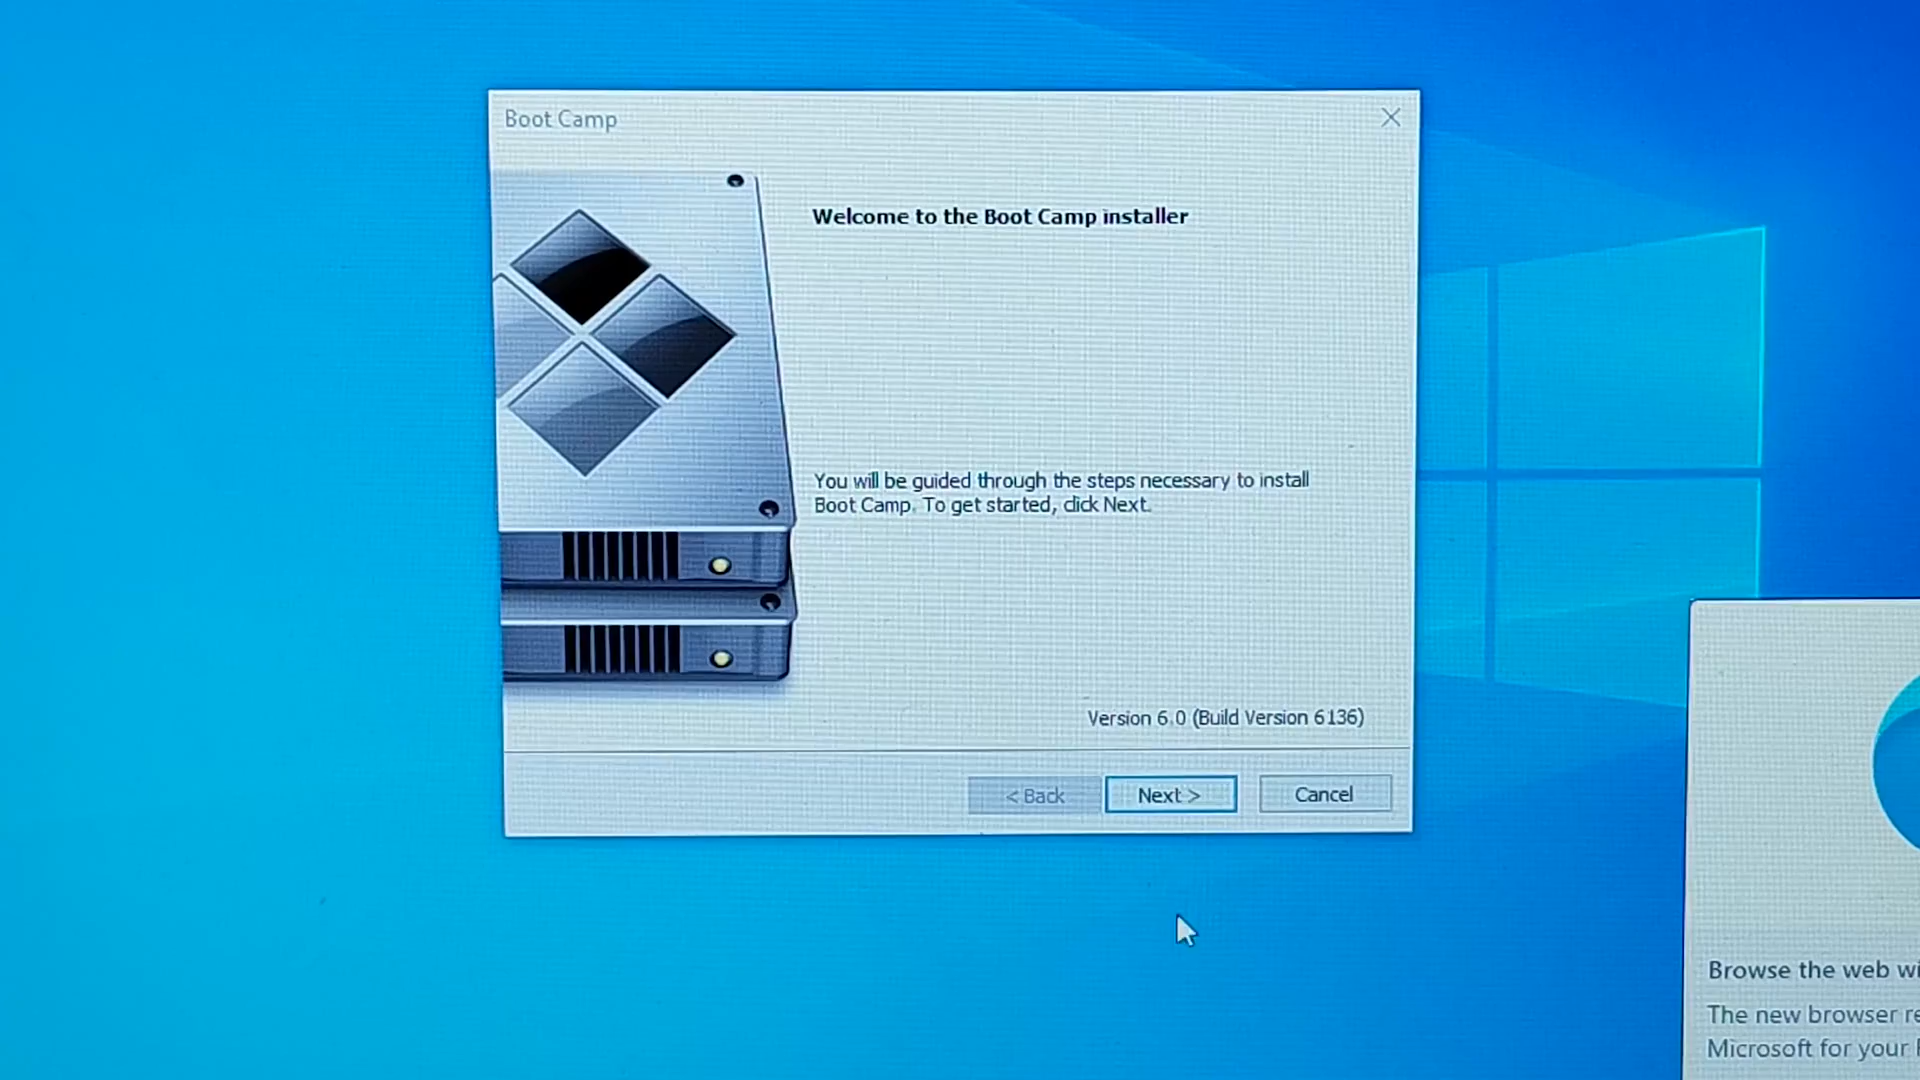 Boot Camp
Welcome to the Boot Camp installer
You will be guided through the steps necessary to install
Boot Camp. To get started, click Next.
Version 6.0 (Build Version 6136)
< Back
Next >
Cancel
Browse the web
The new browser
Microsoft for your